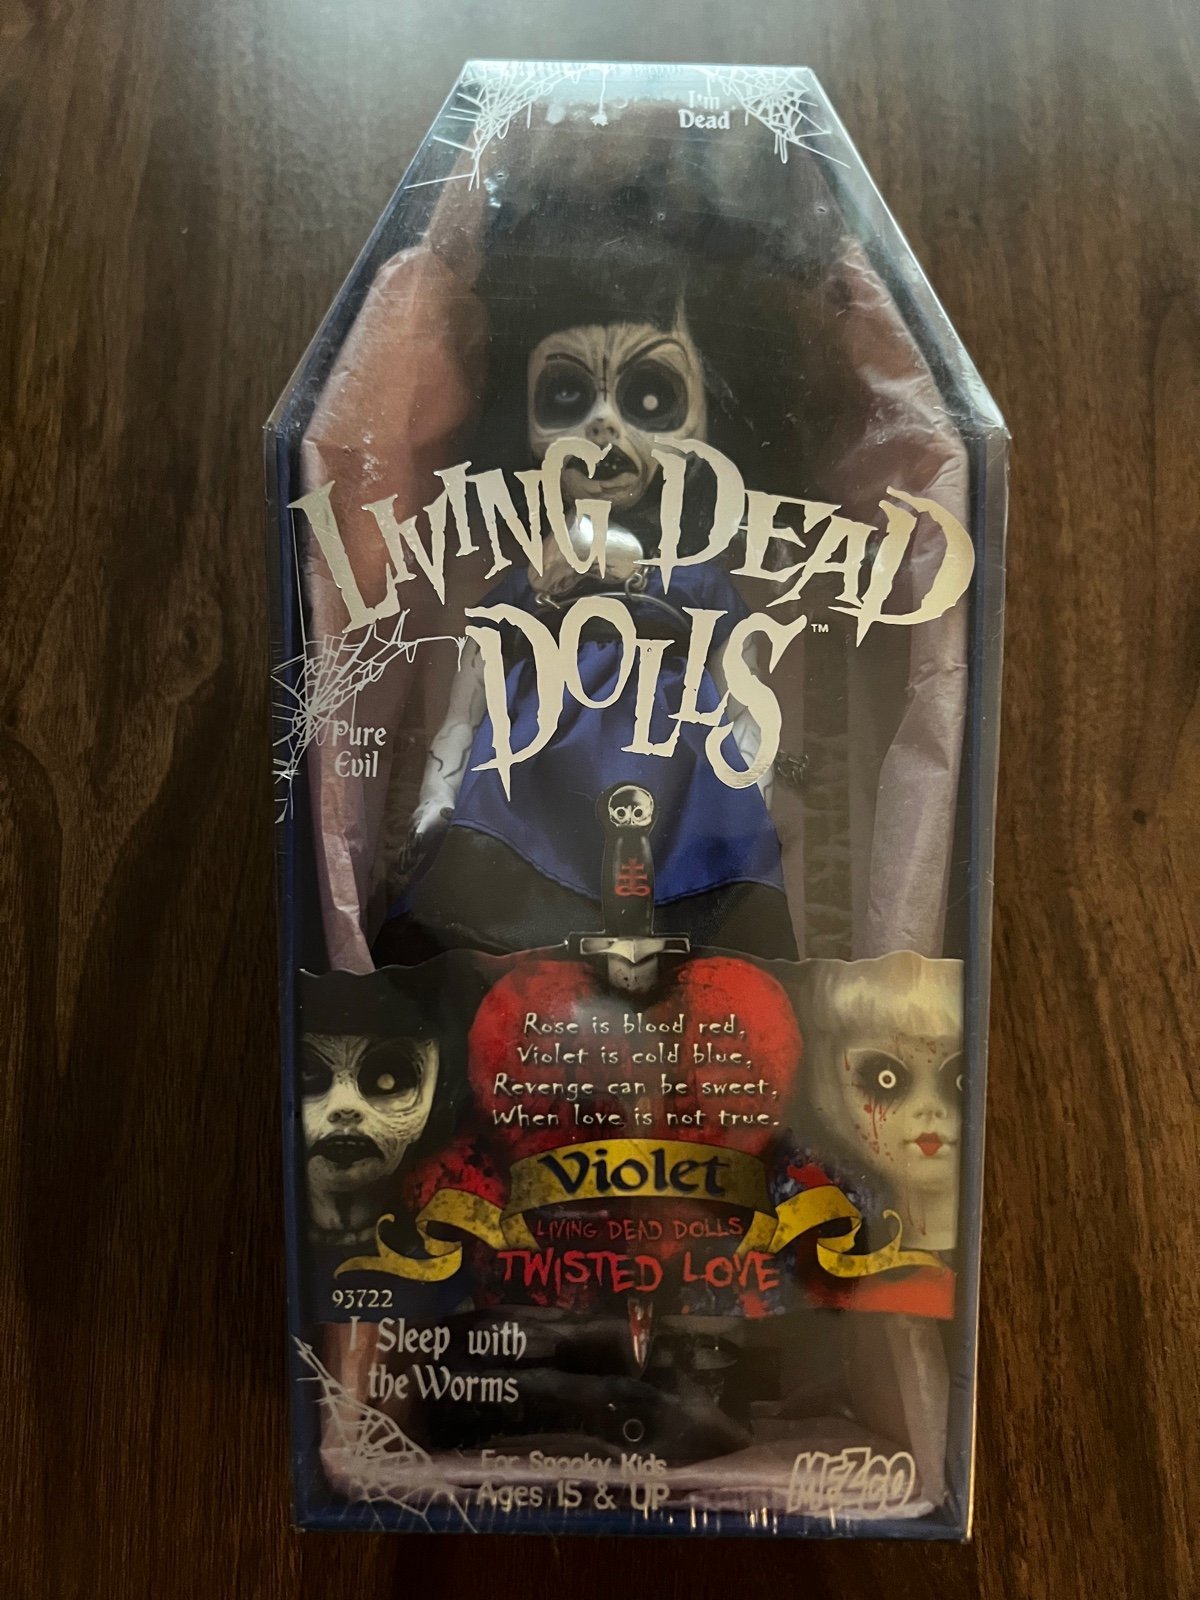 I'm
Dead
LIVING DEAD
DOLLS™
Pure
Evil
Rose is blood red,
Violet is cold blue,
Revenge can be sweet,
When love is not true.
Violet
LIVING DEAD DOLLS
TWISTED LOVE
93722
I Sleep with
the Worms
For Spooky Kids
Ages 15 & UP
MEZCO